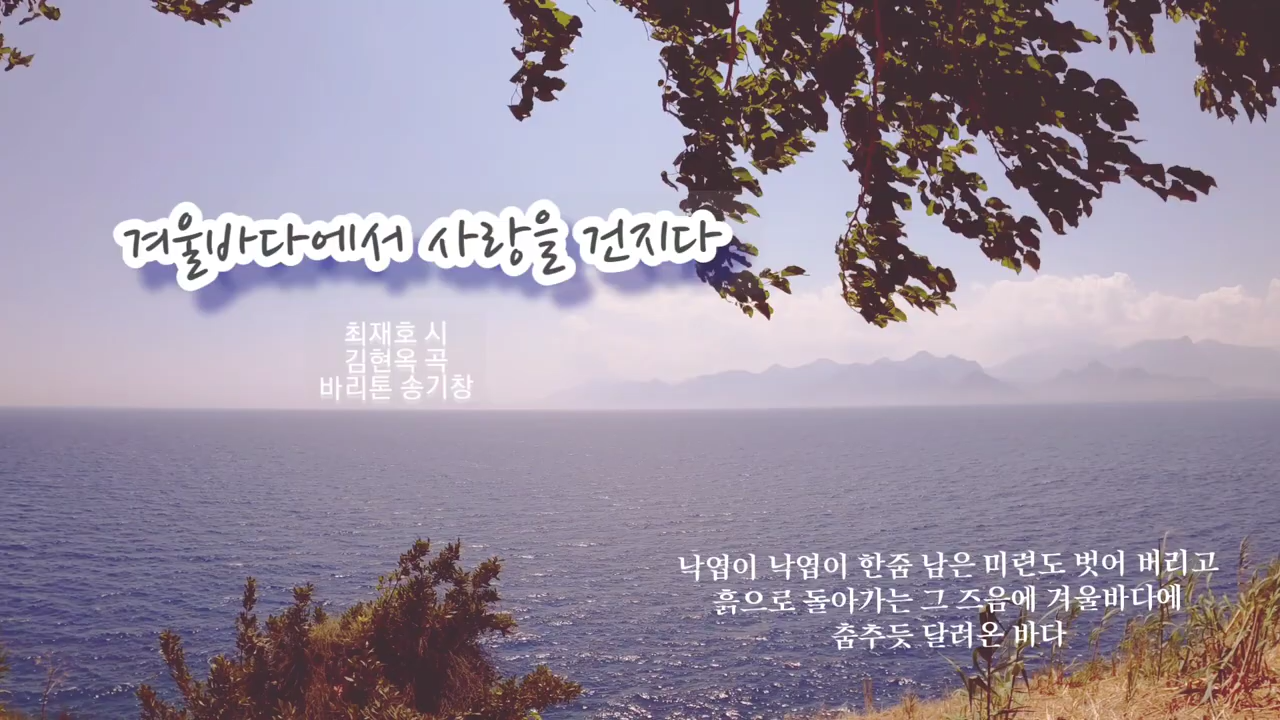 겨울바다에서 사랑을 건지다
최재호 시
김현옥 곡
바리톤 송기창
낙엽이 낙엽이 한줌 남은 미련도 벗어 버리고
흙으로 돌아가는 그 즈음에 겨울바다에
춤추듯 달려온 바다